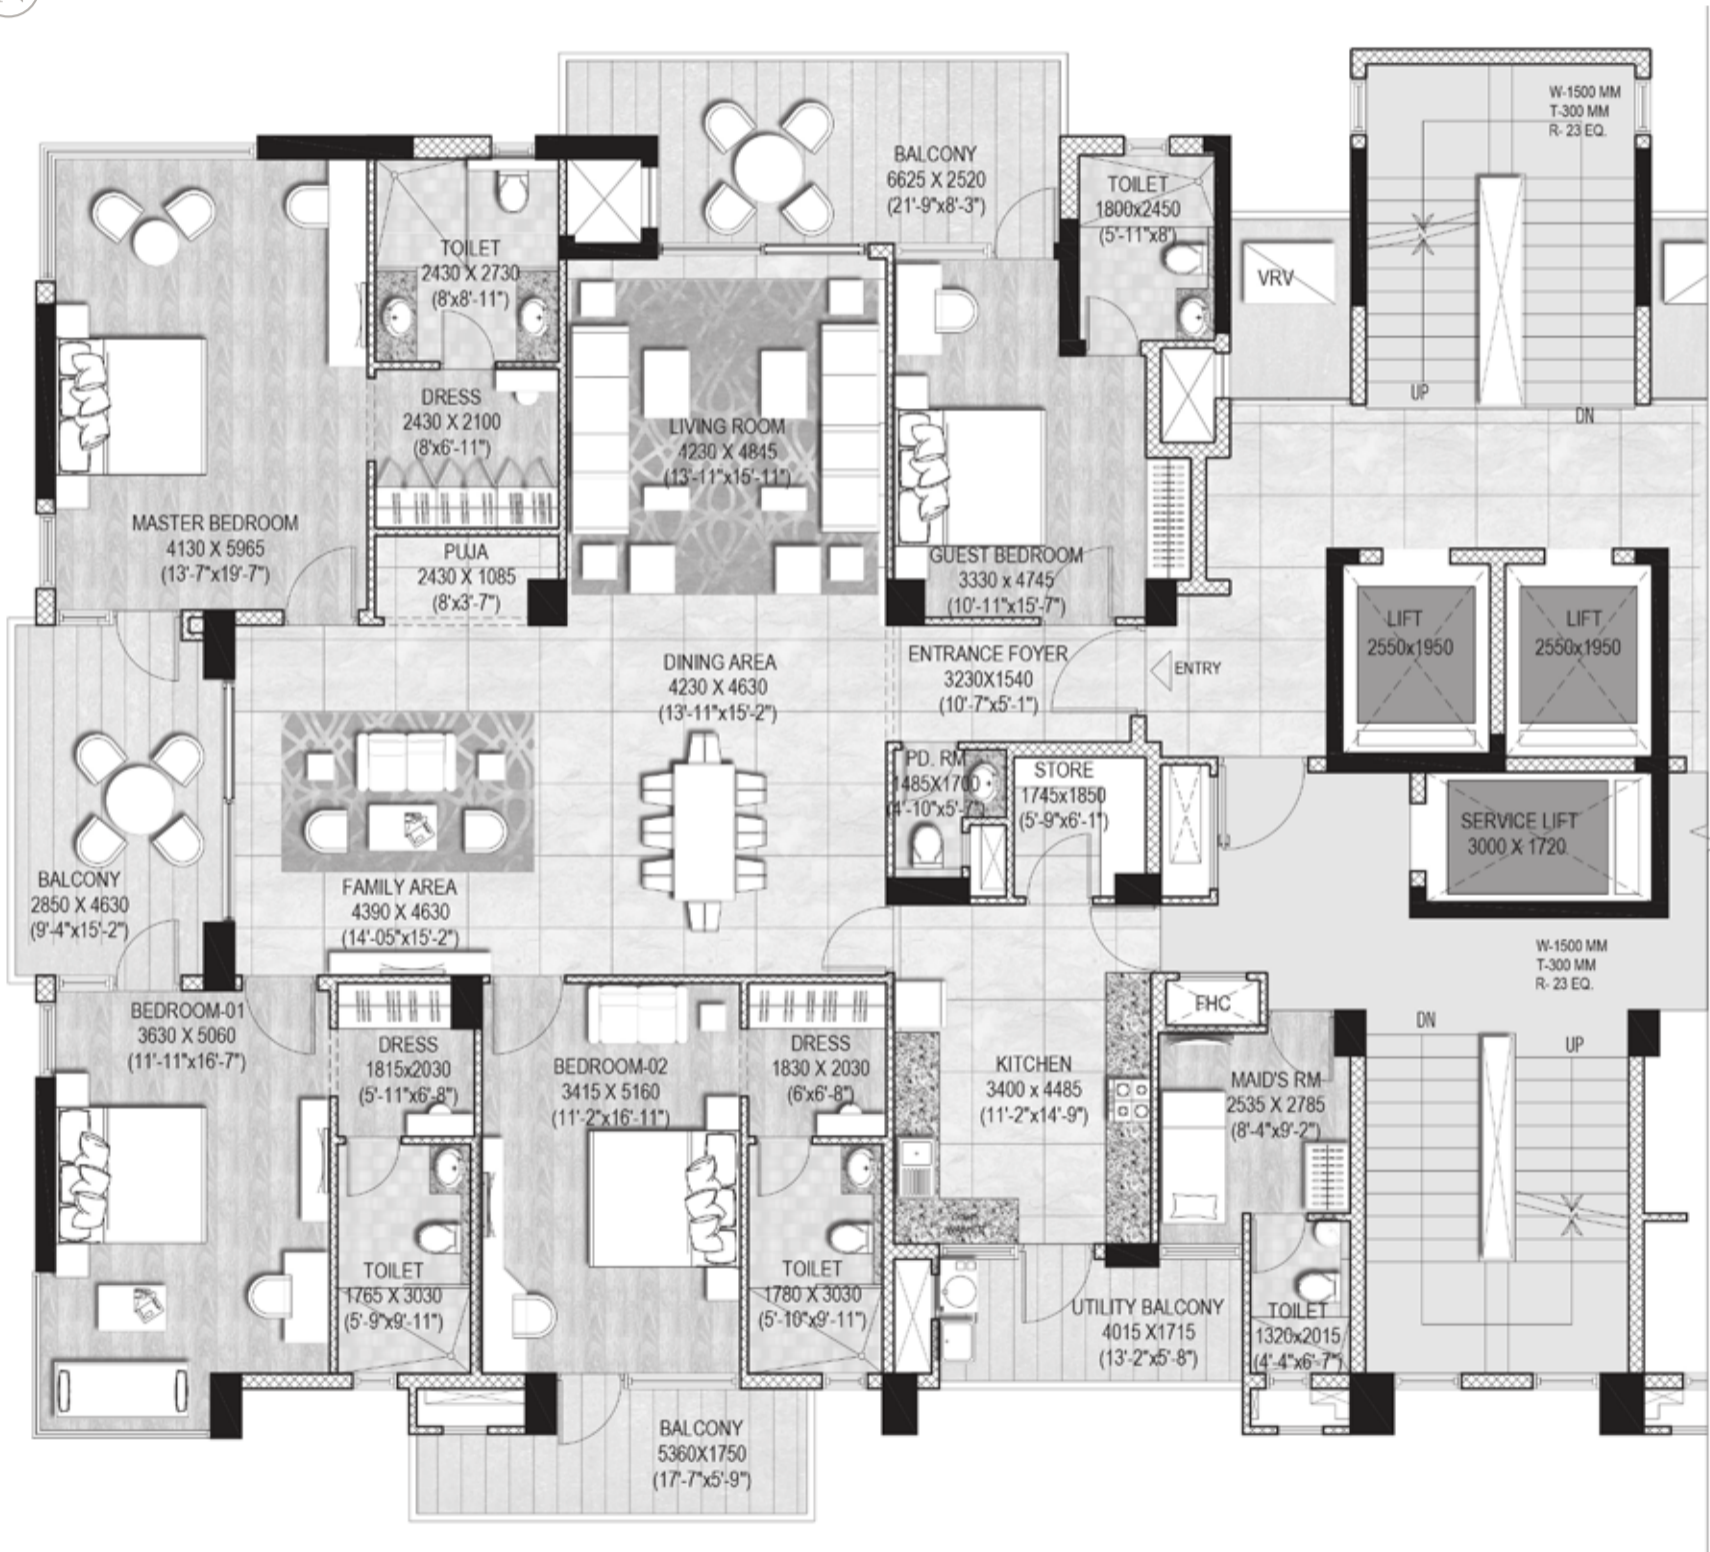 W-1500 MM
T-300 MM
R- 23 EQ.
BALCONY
6625 X 2520
(21'-9"x8'-3")
TOILET
1800x2450
(5'-11"x8')
TOILET
2430 X 2730
(8'x8'-11")
VRV
UP
DN
DRESS
2430 X 2100
(8'x6'-11")
LIVING ROOM
4230 X 4845
(13'-11"x15'-11")
MASTER BEDROOM
4130 X 5965
(13'-7"x19'-7")
PUJA
2430 X 1085
(8'x3'-7")
GUEST BEDROOM
3330 x 4745
(10'-11"x15'-7")
LIFT
2550x1950
LIFT
2550x1950
DINING AREA
4230 X 4630
(13'-11"x15'-2")
ENTRANCE FOYER
3230X1540
(10'-7"x5'-1")
ENTRY
PD. RM
1485X1700
(4'-10"x5'-7")
STORE
1745x1850
(5'-9"x6'-1")
SERVICE LIFT
3000 X 1720
BALCONY
2850 X 4630
(9'-4"x15'-2")
FAMILY AREA
4390 X 4630
(14'-05"x15'-2")
W-1500 MM
T-300 MM
R- 23 EQ.
FHC
DN
UP
BEDROOM-01
3630 X 5060
(11'-11"x16'-7")
DRESS
1815x2030
(5'-11"x6'-8")
BEDROOM-02
3415 X 5160
(11'-2"x16'-11")
DRESS
1830 X 2030
(6'x6'-8")
KITCHEN
3400 x 4485
(11'-2"x14'-9")
MAID'S RM
2535 X 2785
(8'-4"x9'-2")
TOILET
1765 X 3030
(5'-9"x9'-11")
TOILET
1780 X 3030
(5'-10"x9'-11")
UTILITY BALCONY
4015 X1715
(13'-2"x5'-8")
TOILET
1320x2015
(4'-4"x6'-7")
BALCONY
5360X1750
(17'-7"x5'-9")